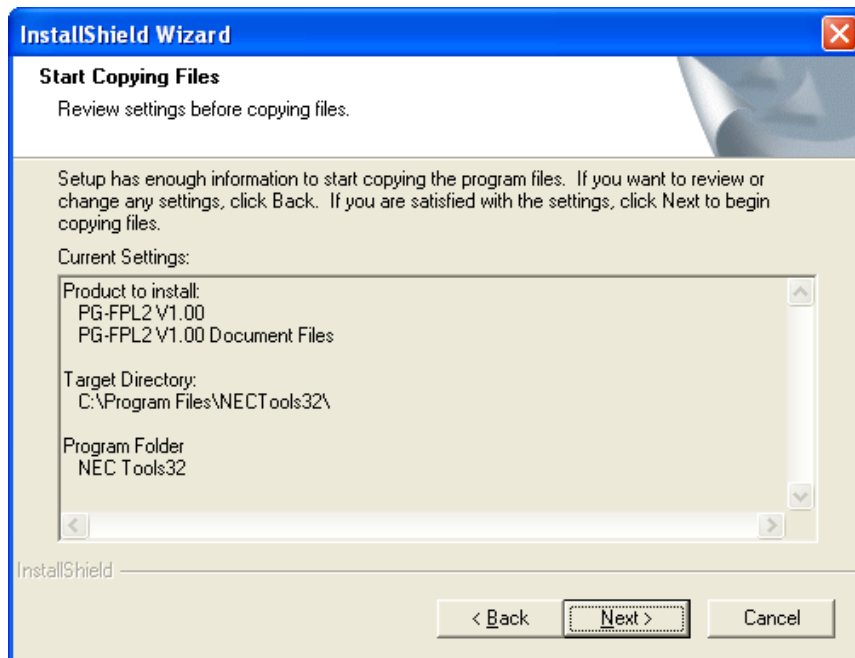 InstallShield Wizard
Start Copying Files
Review settings before copying files.
Setup has enough information to start copying the program files.  If you want to review or
change any settings, click Back.  If you are satisfied with the settings, click Next to begin
copying files.
Current Settings:
Product to install:
PG-FPL2 V1.00
PG-FPL2 V1.00 Document Files
Target Directory:
C:\Program Files\NECTools32\
Program Folder
NEC Tools32
InstallShield
< Back
Next >
Cancel